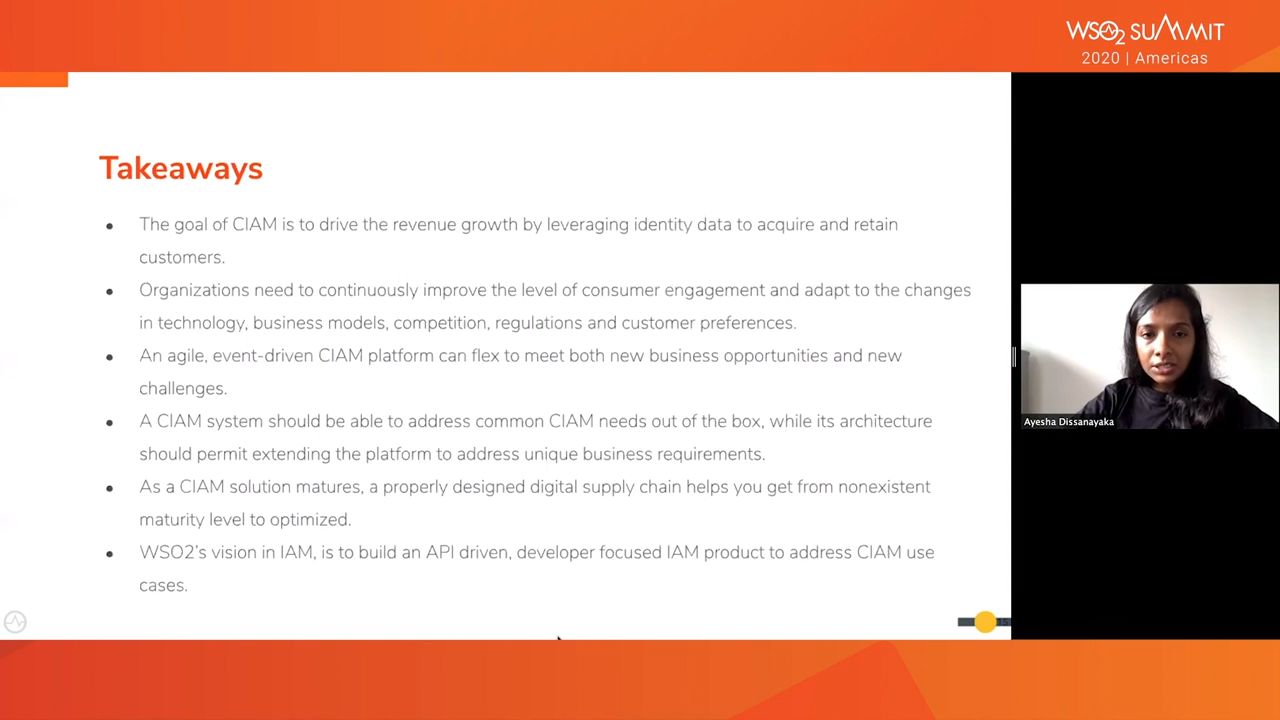 WSO2 SUMMIT
2020 | Americas
Takeaways
● The goal of CIAM is to drive the revenue growth by leveraging identity data to acquire and retain
customers.
● Organizations need to continuously improve the level of consumer engagement and adapt to the changes
in technology, business models, competition, regulations and customer preferences.
● An agile, event-driven CIAM platform can flex to meet both new business opportunities and new
challenges.
● A CIAM system should be able to address common CIAM needs out of the box, while its architecture
should permit extending the platform to address unique business requirements.
● As a CIAM solution matures, a properly designed digital supply chain helps you get from nonexistent
maturity level to optimized.
● WSO2's vision in IAM, is to build an API driven, developer focused IAM product to address CIAM use
cases.
Ayesha Dissanayaka